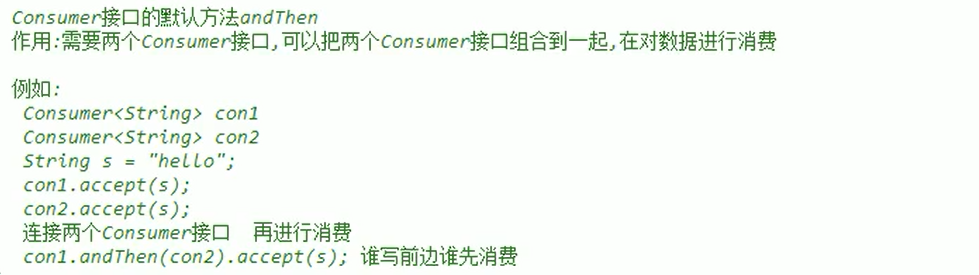 Consumer接口的默认方法andThen
作用:需要两个Consumer接口,可以把两个Consumer接口组合到一起,在对数据进行消费
例如:
Consumer<String> con1
Consumer<String> con2
String s = "hello";
con1.accept(s);
con2.accept(s);
连接两个Consumer接口  再进行消费
con1.andThen(con2).accept(s); 谁写前边谁先消费